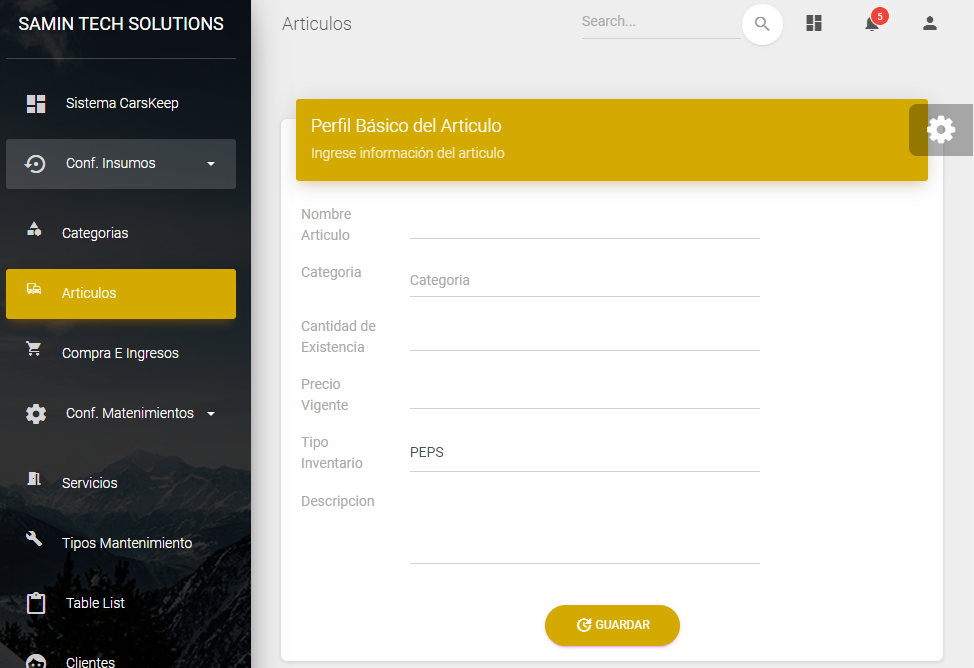 SAMIN TECH SOLUTIONS
Sistema CarsKeep
Conf. Insumos
Categorias
Articulos
Compra E Ingresos
Conf. Matenimientos
Servicios
Tipos Mantenimiento
Table List
Clientes
Articulos
Search...
5
Perfil Básico del Articulo
Ingrese información del articulo
Nombre
Articulo
Categoria
Categoria
Cantidad de
Existencia
Precio
Vigente
Tipo
Inventario
PEPS
Descripcion
GUARDAR